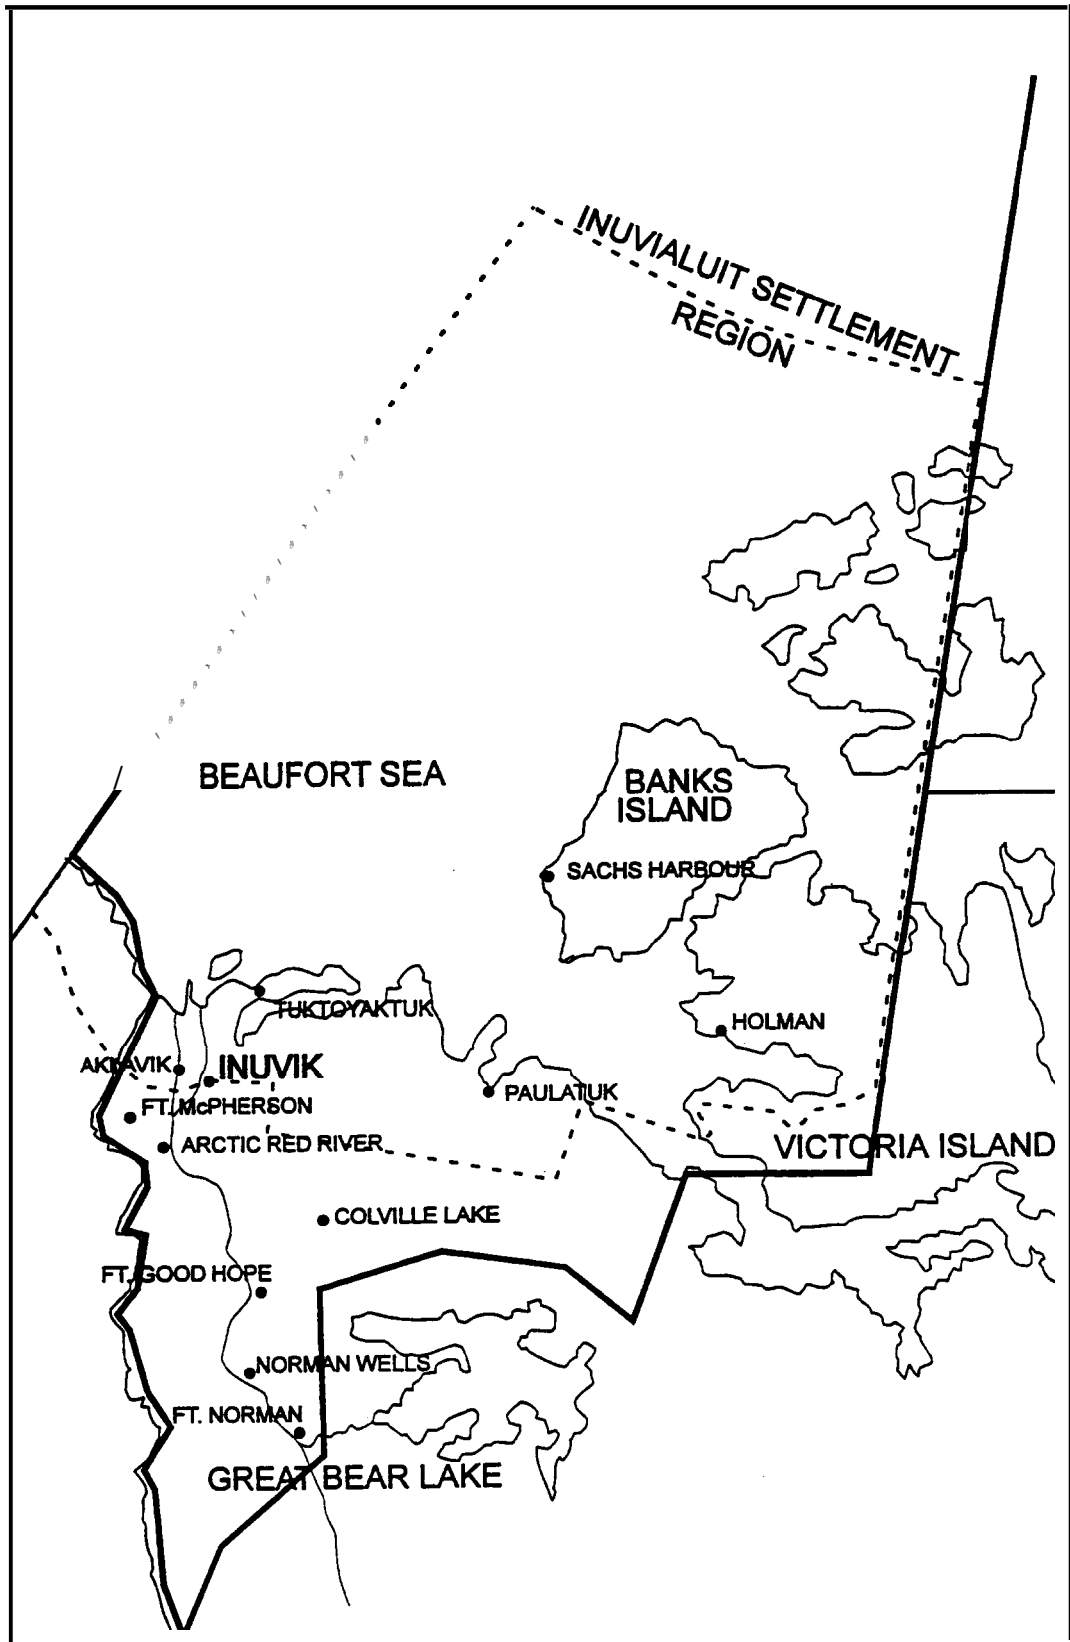 INUVIALUIT SETTLEMENT
REGION
BEAUFORT SEA
BANKS
ISLAND
SACHS HARBOUR
TUKTOYAKTUK
HOLMAN
AKLAVIK
INUVIK
PAULATUK
FT. McPHERSON
ARCTIC RED RIVER
VICTORIA ISLAND
COLVILLE LAKE
FT. GOOD HOPE
NORMAN WELLS
FT. NORMAN
GREAT BEAR LAKE